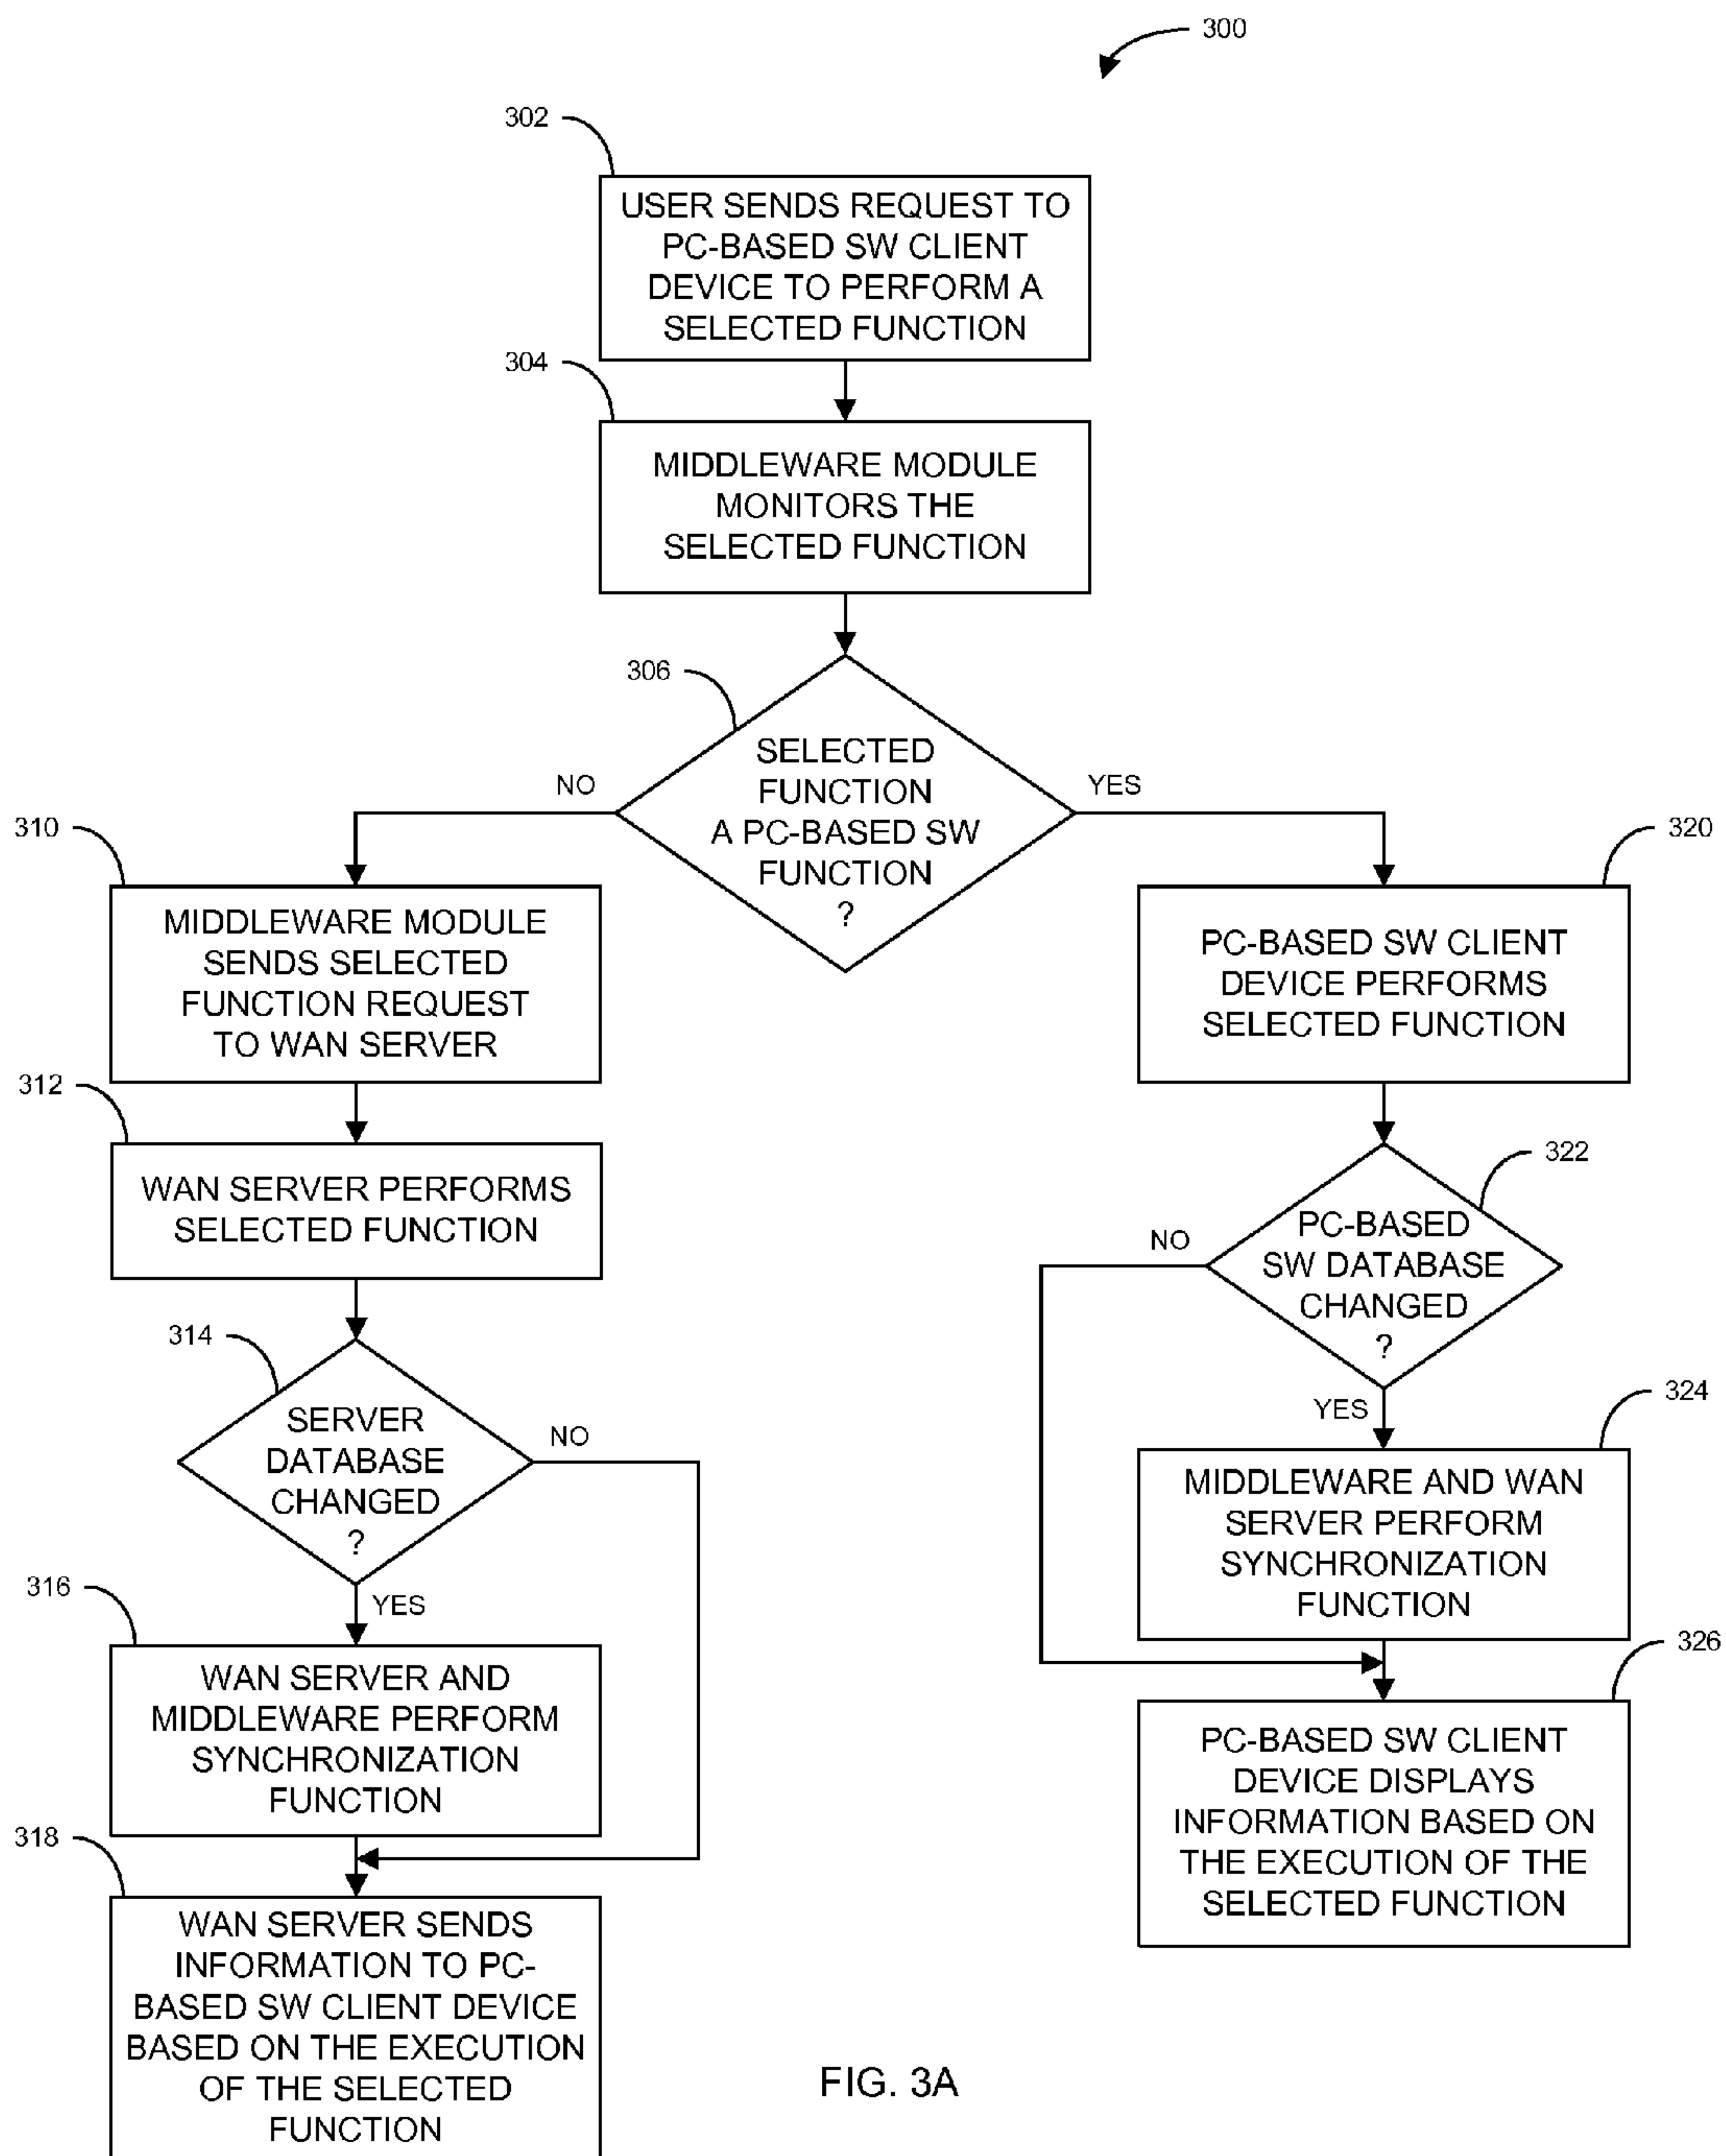 300
302
USER SENDS REQUEST TO
PC-BASED SW CLIENT
DEVICE TO PERFORM A
SELECTED FUNCTION
304
MIDDLEWARE MODULE
MONITORS THE
SELECTED FUNCTION
306
SELECTED
FUNCTION
A PC-BASED SW
FUNCTION
?
NO
YES
310
MIDDLEWARE MODULE
SENDS SELECTED
FUNCTION REQUEST
TO WAN SERVER
312
WAN SERVER PERFORMS
SELECTED FUNCTION
314
SERVER
DATABASE
CHANGED
?
NO
YES
316
WAN SERVER AND
MIDDLEWARE PERFORM
SYNCHRONIZATION
FUNCTION
318
WAN SERVER SENDS
INFORMATION TO PC-
BASED SW CLIENT DEVICE
BASED ON THE EXECUTION
OF THE SELECTED
FUNCTION
320
PC-BASED SW CLIENT
DEVICE PERFORMS
SELECTED FUNCTION
322
PC-BASED
SW DATABASE
CHANGED
?
NO
YES
324
MIDDLEWARE AND WAN
SERVER PERFORM
SYNCHRONIZATION
FUNCTION
326
PC-BASED SW CLIENT
DEVICE DISPLAYS
INFORMATION BASED ON
THE EXECUTION OF THE
SELECTED FUNCTION
FIG. 3A